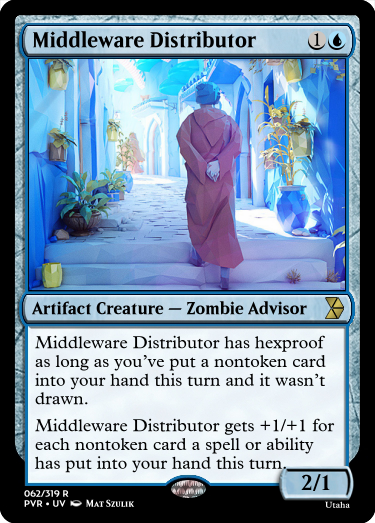 Middleware Distributor 1
Artifact Creature — Zombie Advisor
Middleware Distributor has hexproof
as long as you've put a nontoken card
into your hand this turn and it wasn't
drawn.
Middleware Distributor gets +1/+1 for
each nontoken card a spell or ability
has put into your hand this turn.
2/1
062/319 R
PVR • UV Mat Szulik
Utaha